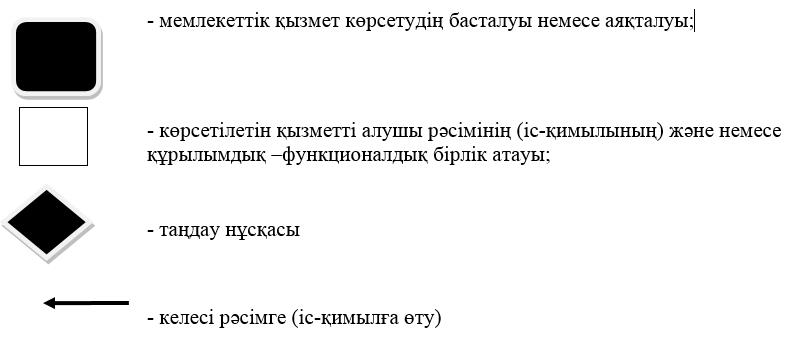 - мемлекеттік қызмет көрсетудің басталуы немесе аяқталуы;
- көрсетілетін қызметті алушы рәсімінің (іс-қимылының) және немесе
құрылымдық –функционалдық бірлік атауы;
- таңдау нұсқасы
- келесі рәсімге (іс-қимылға өту)